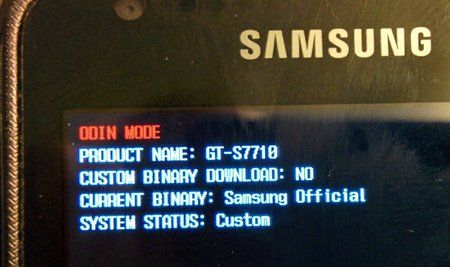 SAMSUNG
ODIN MODE
PRODUCT NAME: GT-S7710
CUSTOM BINARY DOWNLOAD: NO
CURRENT BINARY: Samsung Official
SYSTEM STATUS: Custom